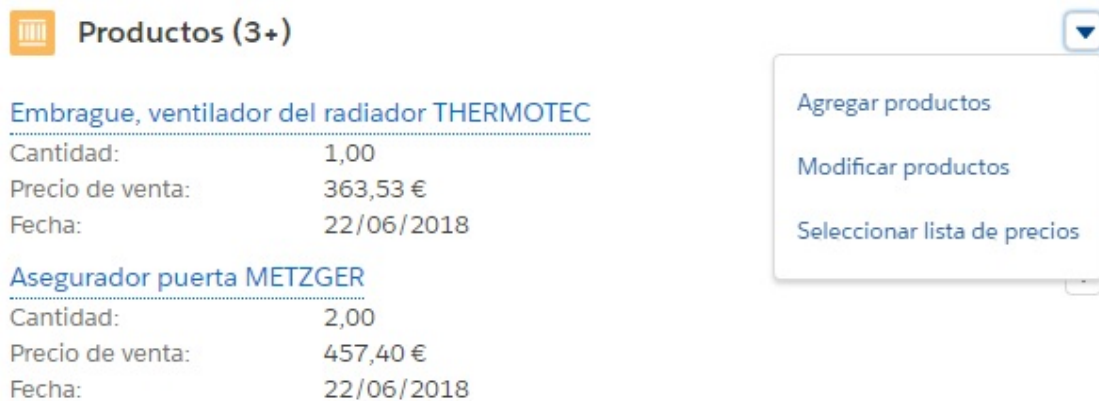 Productos (3+)
Agregar productos
Modificar productos
Seleccionar lista de precios
Embrague, ventilador del radiador THERMOTEC
Cantidad: 1,00
Precio de venta: 363,53 €
Fecha: 22/06/2018
Asegurador puerta METZGER
Cantidad: 2,00
Precio de venta: 457,40 €
Fecha: 22/06/2018